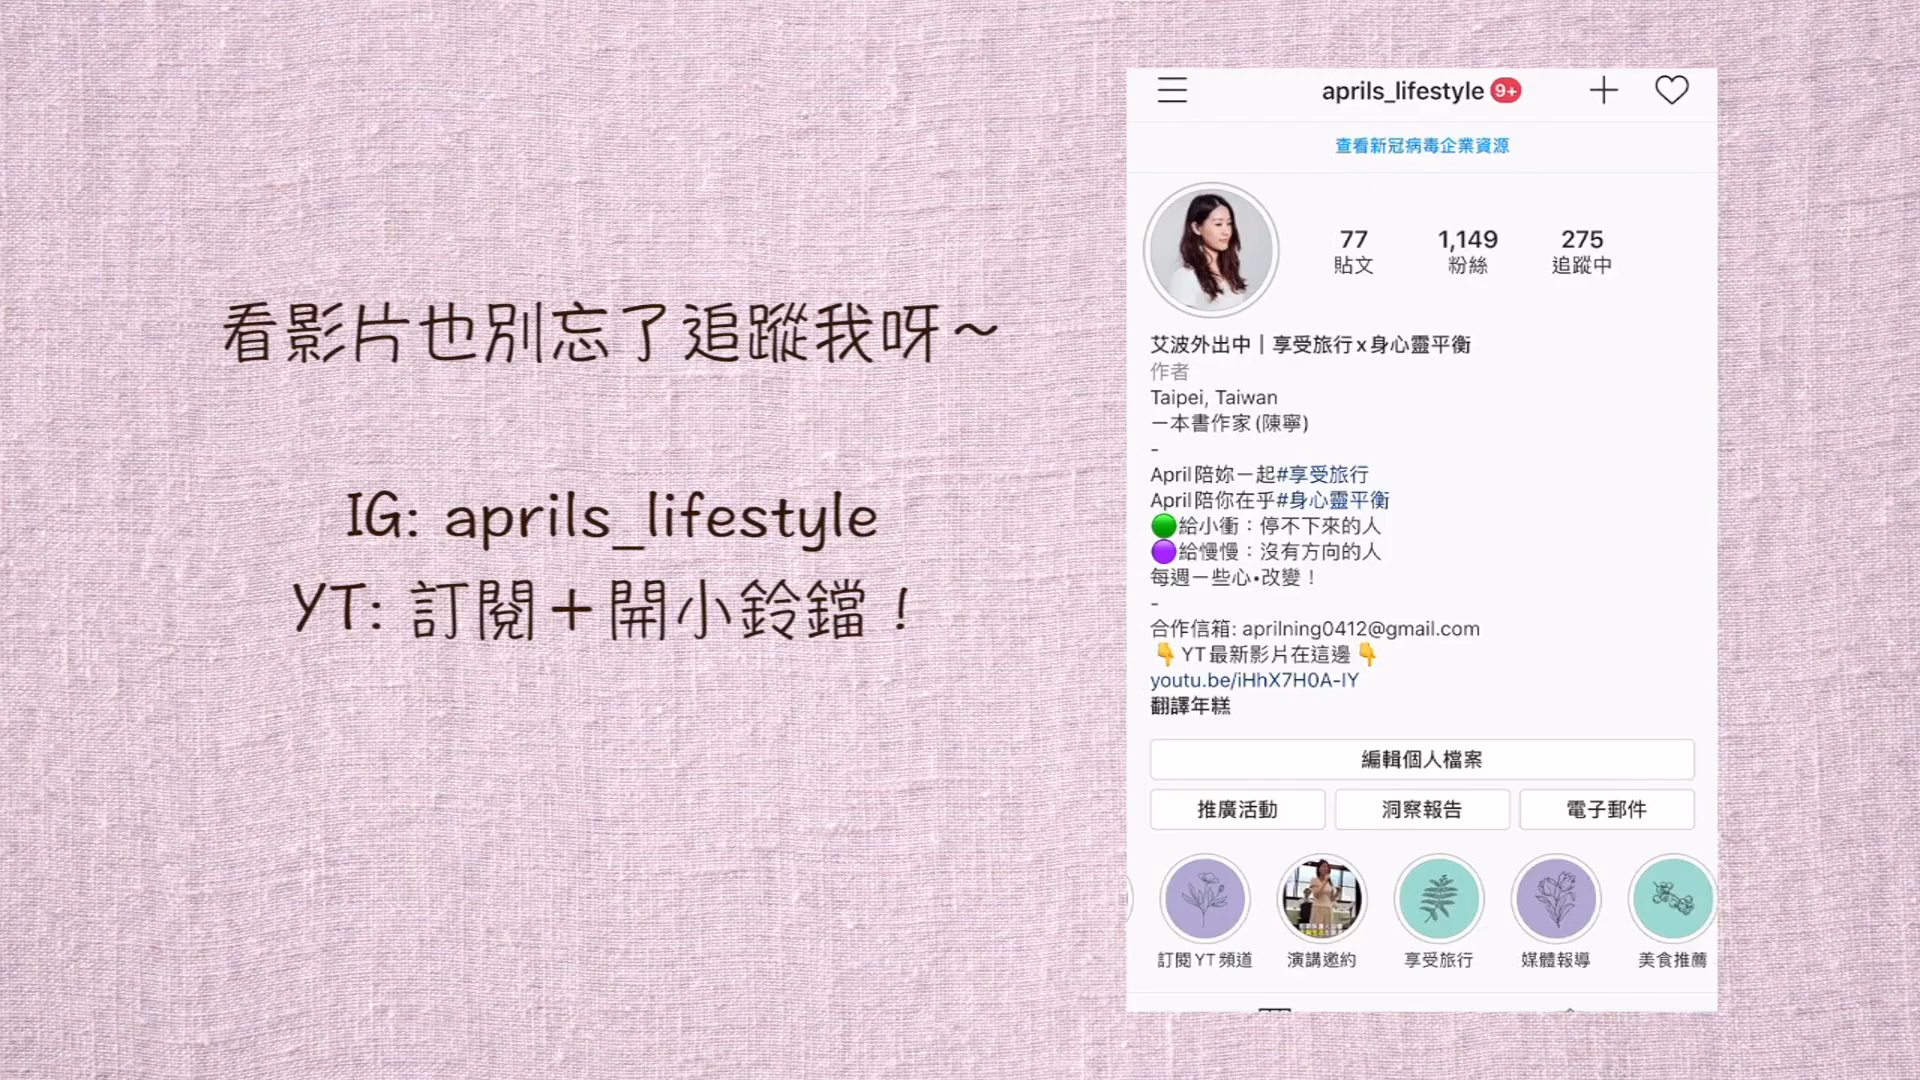 看影片也別忘了追蹤我呀～
IG: aprils_lifestyle
YT: 訂閱＋開小鈴鐺！
aprils_lifestyle 9+
查看新冠病毒企業資源
77 1,149 275
貼文 粉絲 追蹤中
艾波外出中｜享受旅行x身心靈平衡
作者
Taipei, Taiwan
一本書作家(陳寧)
-
April陪妳一起#享受旅行
April陪你在乎#身心靈平衡
🟢給小衝：停不下來的人
🟣給慢慢：沒有方向的人
每週一些心•改變！
-
合作信箱: aprilning0412@gmail.com
👇YT最新影片在這邊👇
youtu.be/iHhX7H0A-IY
翻譯年糕
編輯個人檔案
推廣活動 洞察報告 電子郵件
訂閱YT頻道 演講邀約 享受旅行 媒體報導 美食推薦